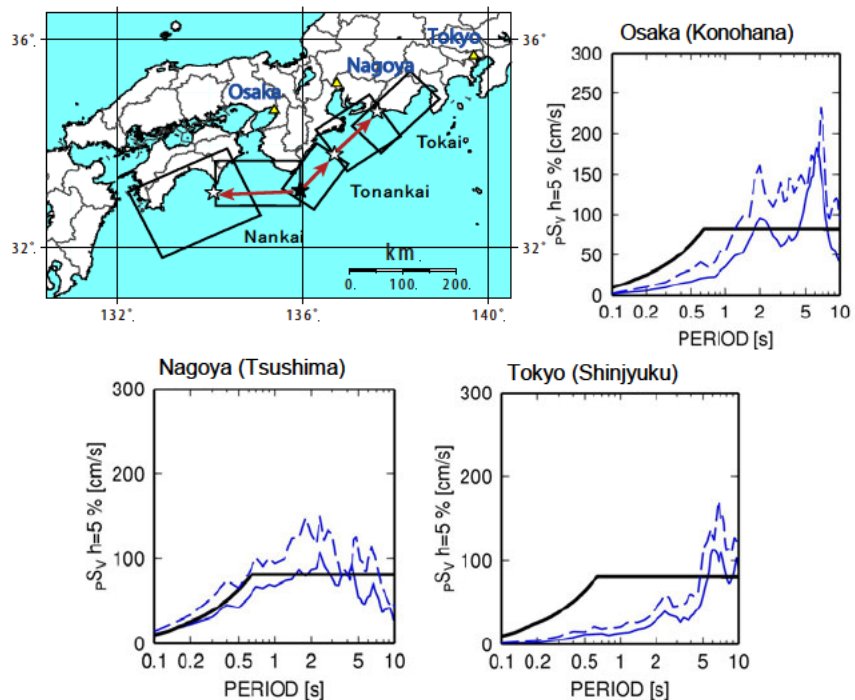 36°.
32°.
132°.
136°.
140°.
Tokyo
Nagoya
Osaka
Tokai
Tonankai
Nankai
km.
0. 100. 200.
36°.
32°.
Osaka (Konohana)
300
250
200
150
100
50
0
0.1 0.2 0.5 1 2 5 10
PERIOD [s]
pSv h=5 % [cm/s]
Nagoya (Tsushima)
300
200
100
0
0.1 0.2 0.5 1 2 5 10
PERIOD [s]
pSv h=5 % [cm/s]
Tokyo (Shinjyuku)
300
200
100
0
0.1 0.2 0.5 1 2 5 10
PERIOD [s]
pSv h=5 % [cm/s]